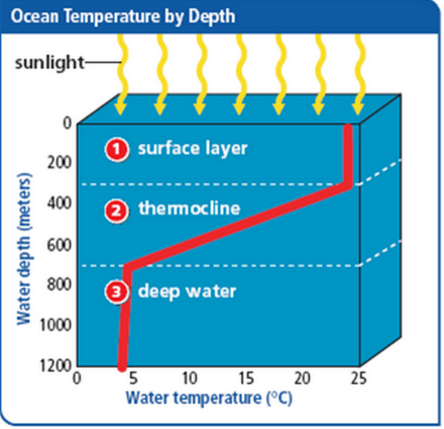 Ocean Temperature by Depth
sunlight
0
1 surface layer
200
2 thermocline
400
600
800
3 deep water
1000
1200
0 5 10 15 20 25
Water depth (meters)
Water temperature (°C)